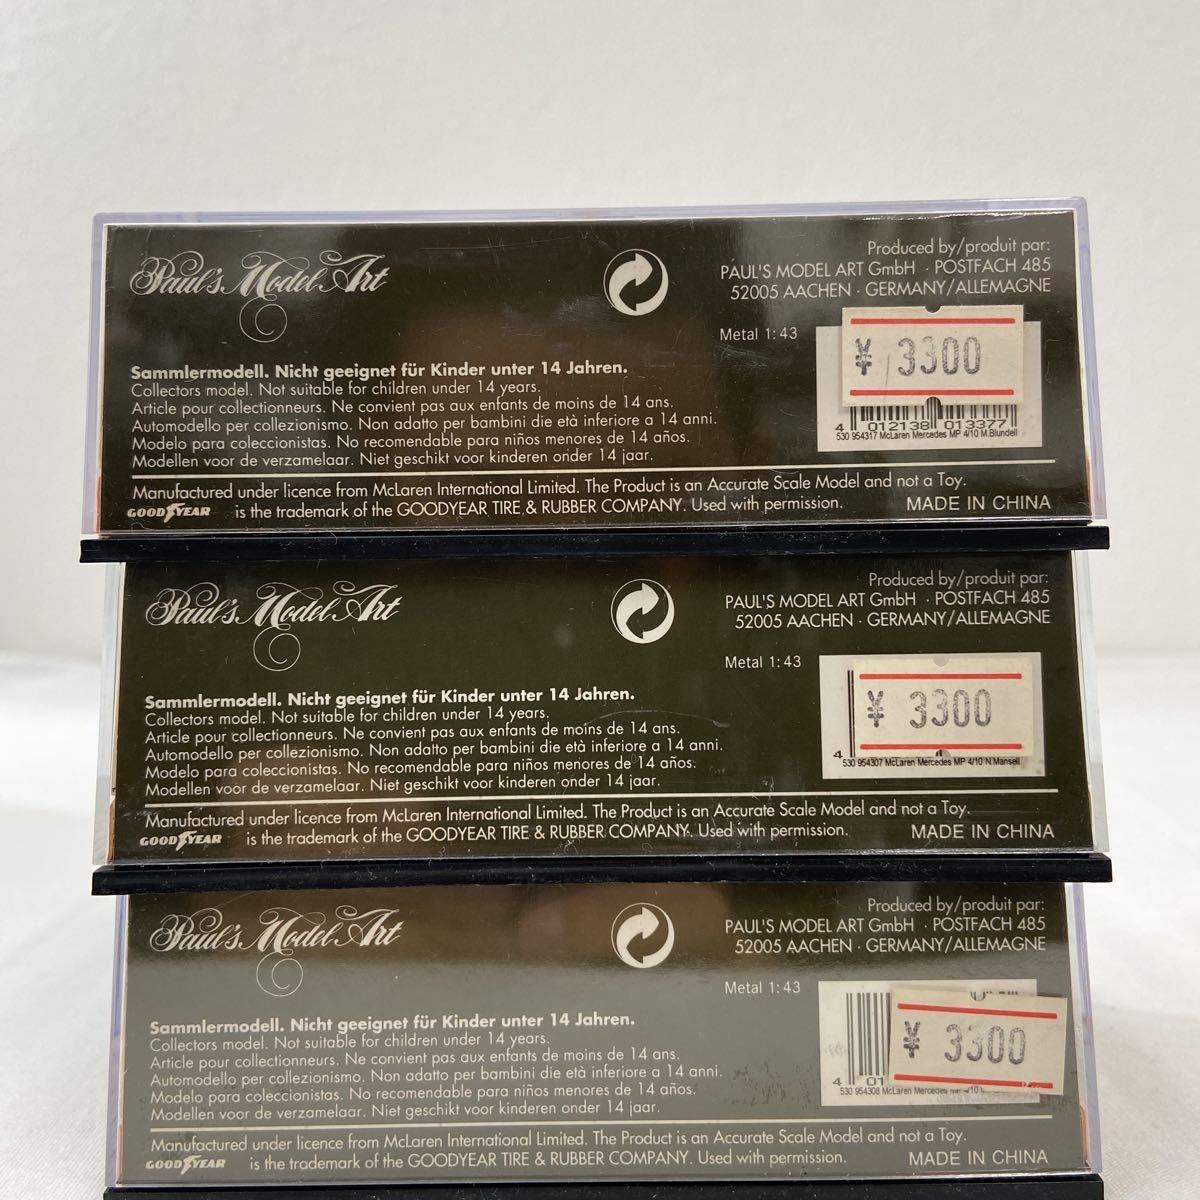 Paul's Model Art
Produced by/produit par:
PAUL'S MODEL ART GmbH · POSTFACH 485
52005 AACHEN · GERMANY/ALLEMAGNE
Metal 1:43
¥ 3300
Sammlermodell. Nicht geeignet für Kinder unter 14 Jahren.
Collectors model. Not suitable for children under 14 years.
Article pour collectionneurs. Ne convient pas aux enfants de moins de 14 ans.
Automodello per collezionismo. Non adatto per bambini die età inferiore a 14 anni.
Modelo para coleccionistas. No recomendable para niños menores de 14 años.
Modellen voor de verzamelaar. Niet geschikt voor kinderen onder 14 jaar.
4 012138 013377
530 954317 McLaren Mercedes MP 4/10 M.Blundell
Manufactured under licence from McLaren International Limited. The Product is an Accurate Scale Model and not a Toy.
GOODYEAR is the trademark of the GOODYEAR TIRE & RUBBER COMPANY. Used with permission. MADE IN CHINA
Paul's Model Art
Produced by/produit par:
PAUL'S MODEL ART GmbH · POSTFACH 485
52005 AACHEN · GERMANY/ALLEMAGNE
Metal 1:43
¥ 3300
Sammlermodell. Nicht geeignet für Kinder unter 14 Jahren.
Collectors model. Not suitable for children under 14 years.
Article pour collectionneurs. Ne convient pas aux enfants de moins de 14 ans.
Automodello per collezionismo. Non adatto per bambini die età inferiore a 14 anni.
Modelo para coleccionistas. No recomendable para niños menores de 14 años.
Modellen voor de verzamelaar. Niet geschikt voor kinderen onder 14 jaar.
4
530 954307 McLaren Mercedes MP 4/10 N.Mansell
Manufactured under licence from McLaren International Limited. The Product is an Accurate Scale Model and not a Toy.
GOODYEAR is the trademark of the GOODYEAR TIRE & RUBBER COMPANY. Used with permission. MADE IN CHINA
Paul's Model Art
Produced by/produit par:
PAUL'S MODEL ART GmbH · POSTFACH 485
52005 AACHEN · GERMANY/ALLEMAGNE
Metal 1:43
¥ 3300
Sammlermodell. Nicht geeignet für Kinder unter 14 Jahren.
Collectors model. Not suitable for children under 14 years.
Article pour collectionneurs. Ne convient pas aux enfants de moins de 14 ans.
Automodello per collezionismo. Non adatto per bambini die età inferiore a 14 anni.
Modelo para coleccionistas. No recomendable para niños menores de 14 años.
Modellen voor de verzamelaar. Niet geschikt voor kinderen onder 14 jaar.
4 01
530 954308 McLaren Mercedes MP 4/10
Manufactured under licence from McLaren International Limited. The Product is an Accurate Scale Model and not a Toy.
GOODYEAR is the trademark of the GOODYEAR TIRE & RUBBER COMPANY. Used with permission. MADE IN CHINA